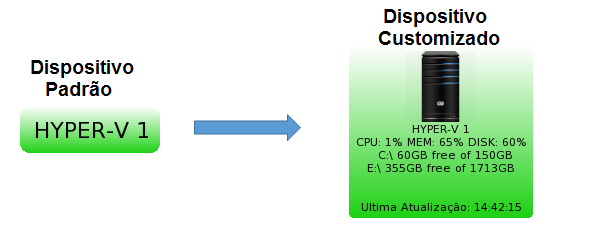 Dispositivo
Padrão
HYPER-V 1
Dispositivo
Customizado
HYPER-V 1
CPU: 1% MEM: 65% DISK: 60%
C:\ 60GB free of 150GB
E:\ 355GB free of 1713GB
Ultima Atualização: 14:42:15